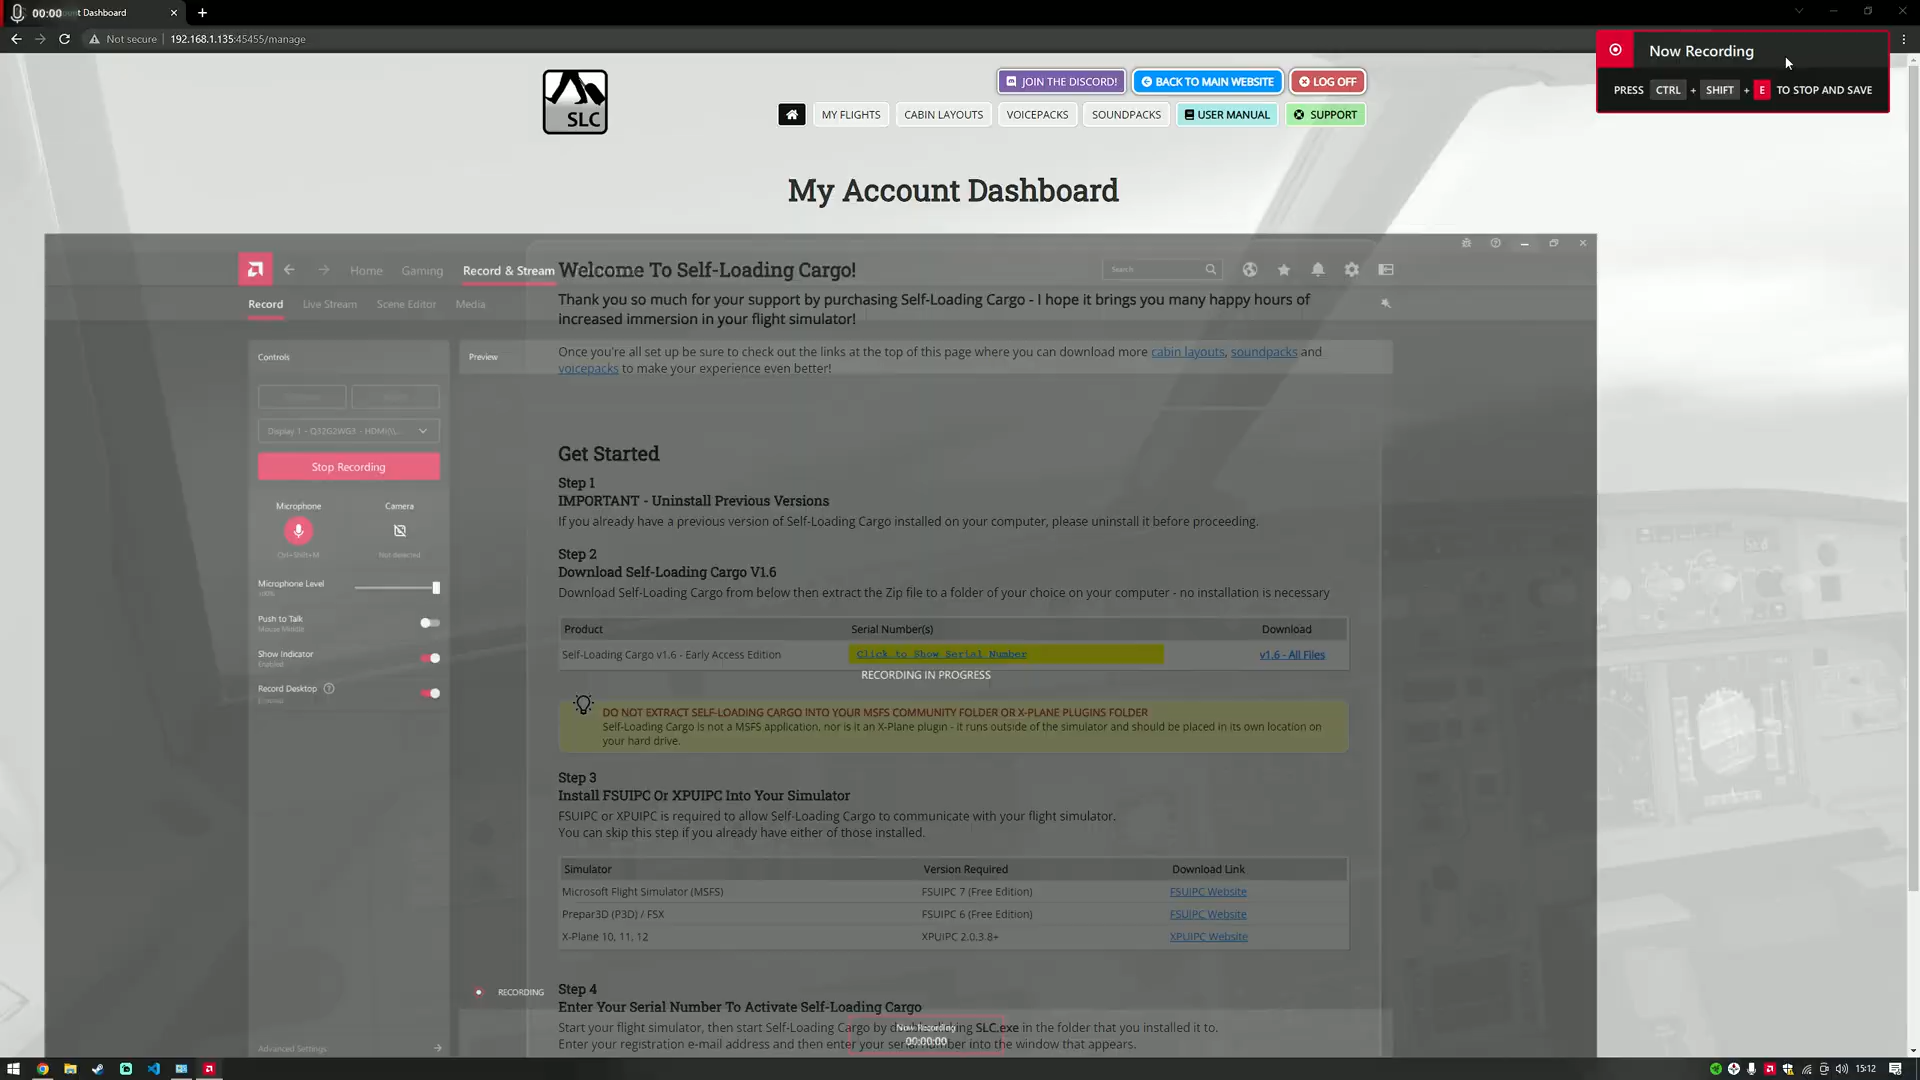 00:00
nt Dashboard
Not secure
192.168.1.135:45455/manage
Now Recording
PRESS CTRL + SHIFT + E TO STOP AND SAVE
SLC
JOIN THE DISCORD!
BACK TO MAIN WEBSITE
LOG OFF
MY FLIGHTS
CABIN LAYOUTS
VOICEPACKS
SOUNDPACKS
USER MANUAL
SUPPORT
My Account Dashboard
Home
Gaming
Record & Stream
Search
Record
Live Stream
Scene Editor
Media
Welcome To Self-Loading Cargo!
Thank you so much for your support by purchasing Self-Loading Cargo - I hope it brings you many happy hours of
increased immersion in your flight simulator!
Once you're all set up be sure to check out the links at the top of this page where you can download more cabin layouts, soundpacks and
voicepacks to make your experience even better!
Controls
Preview
Display 1 - Q32G2WG3 - HDMI
Stop Recording
Microphone
Camera
Ctrl+Shift+M
Not detected
Microphone Level
Push to Talk
Mouse Middle
Show Indicator
Enabled
Record Desktop
Enabled
Advanced Settings
Get Started
Step 1
IMPORTANT - Uninstall Previous Versions
If you already have a previous version of Self-Loading Cargo installed on your computer, please uninstall it before proceeding.
Step 2
Download Self-Loading Cargo V1.6
Download Self-Loading Cargo from below then extract the Zip file to a folder of your choice on your computer - no installation is necessary
Product
Serial Number(s)
Download
Self-Loading Cargo v1.6 - Early Access Edition
Click to Show Serial Number
v1.6 - All Files
RECORDING IN PROGRESS
DO NOT EXTRACT SELF-LOADING CARGO INTO YOUR MSFS COMMUNITY FOLDER OR X-PLANE PLUGINS FOLDER
Self-Loading Cargo is not a MSFS application, nor is it an X-Plane plugin - it runs outside of the simulator and should be placed in its own location on
your hard drive.
Step 3
Install FSUIPC Or XPUIPC Into Your Simulator
FSUIPC or XPUIPC is required to allow Self-Loading Cargo to communicate with your flight simulator.
You can skip this step if you already have either of those installed.
Simulator
Version Required
Download Link
Microsoft Flight Simulator (MSFS)
FSUIPC 7 (Free Edition)
FSUIPC Website
Prepar3D (P3D) / FSX
FSUIPC 6 (Free Edition)
FSUIPC Website
X-Plane 10, 11, 12
XPUIPC 2.0.3.8+
XPUIPC Website
RECORDING
Step 4
Enter Your Serial Number To Activate Self-Loading Cargo
Start your flight simulator, then start Self-Loading Cargo by SLC.exe in the folder that you installed it to.
Enter your registration e-mail address and then enter your serial number into the window that appears.
Now Recording
00:00:00
15:12